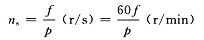 n_s = f/p (r/s) = 60f/p (r/min)